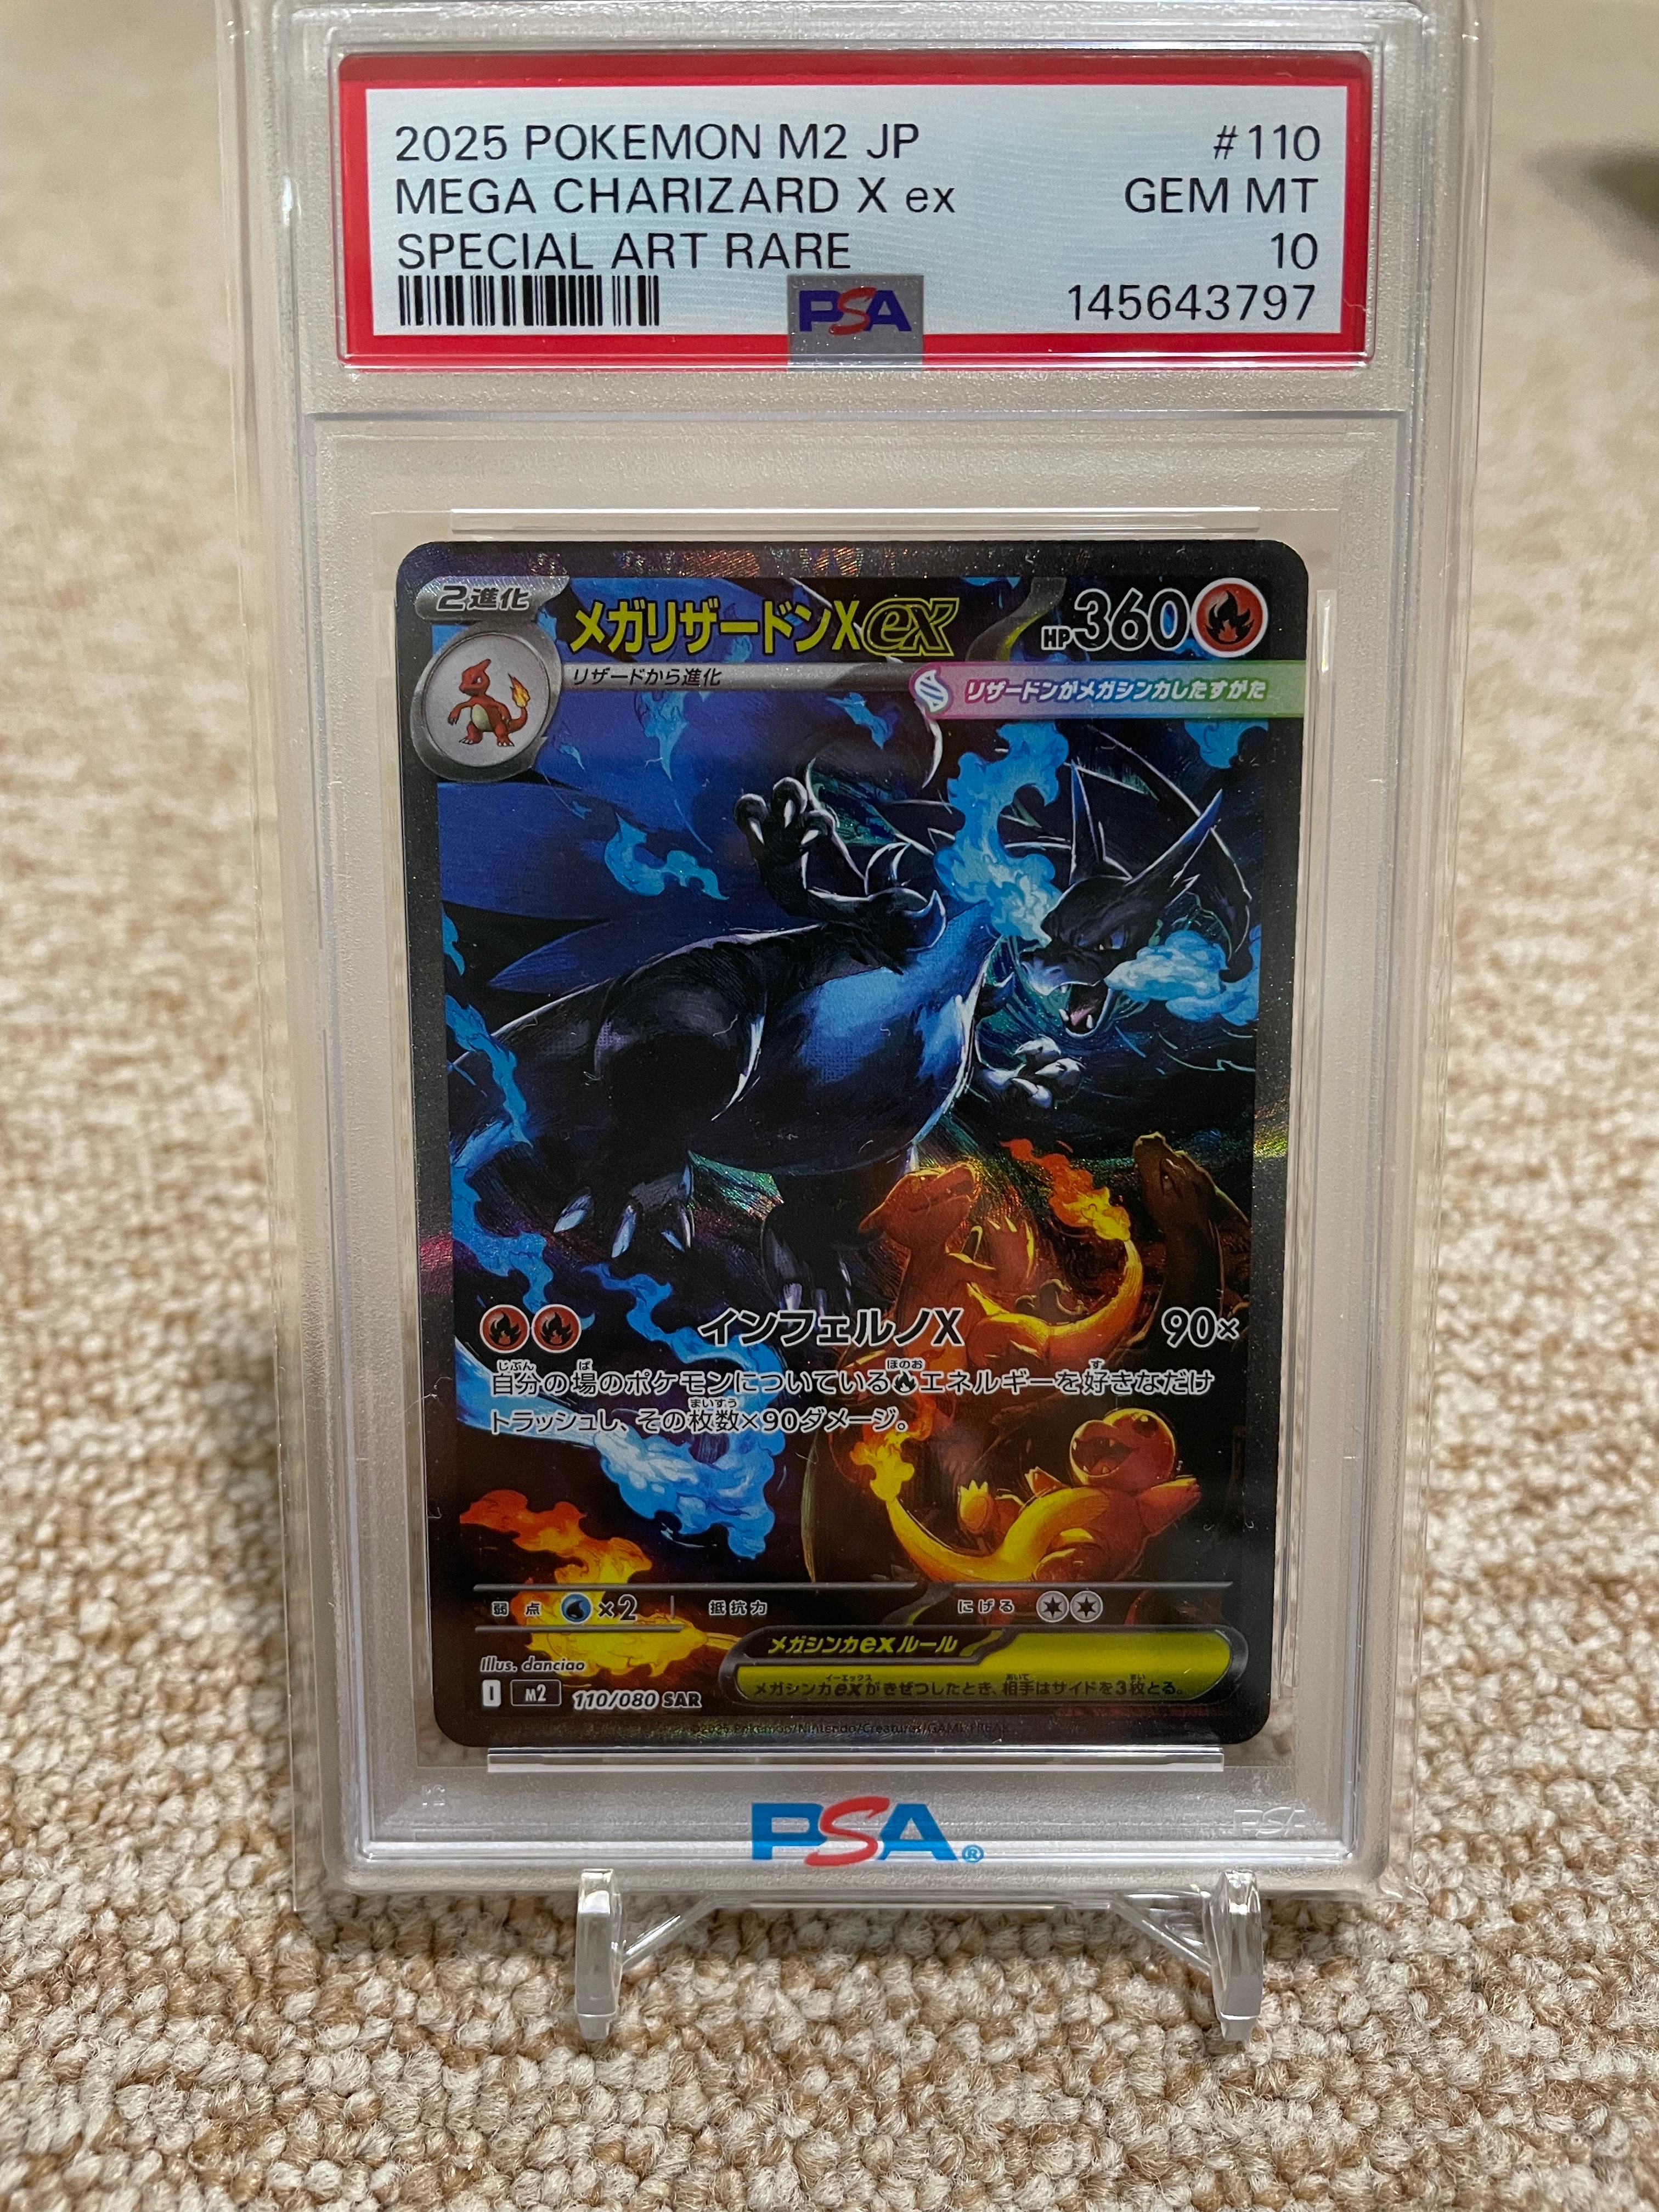 2025 POKEMON M2 JP #110
MEGA CHARIZARD X ex GEM MT
SPECIAL ART RARE 10
PSA 145643797
2進化 メガリザードンXex HP360
リザードから進化
リザードンがメガシンカしたすがた
インフェルノX 90×
自分の場のポケモンについているエネルギーを好きなだけ
トラッシュし、その枚数×90ダメージ。
弱点 ×2 抵抗力 にげる
メガシンカexルール
メガシンカexがきぜつしたとき、相手はサイドを3枚とる。
Illus. danciao
I M2 110/080 SAR
©2025 Pokémon/Nintendo/Creatures/GAME FREAK
PSA®
PSA